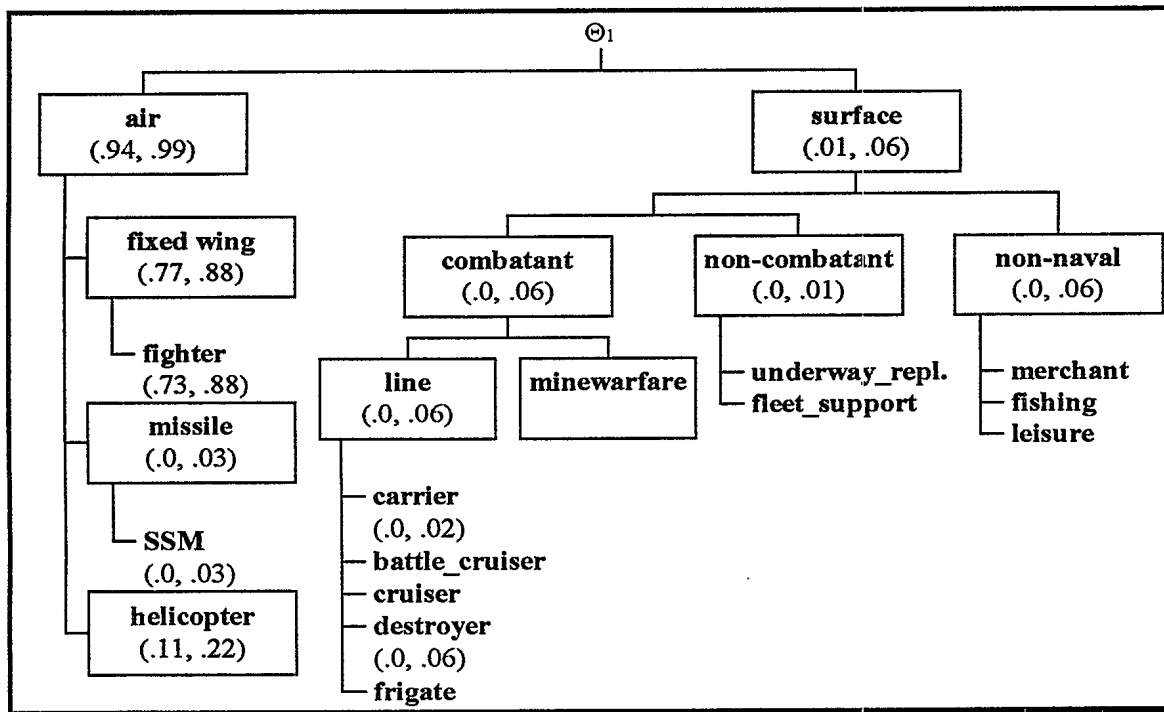 Θ1
air
(.94, .99)
surface
(.01, .06)
fixed wing
(.77, .88)
fighter
(.73, .88)
missile
(.0, .03)
SSM
(.0, .03)
helicopter
(.11, .22)
combatant
(.0, .06)
non-combatant
(.0, .01)
non-naval
(.0, .06)
line
(.0, .06)
minewarfare
underway_repl.
fleet_support
merchant
fishing
leisure
carrier
(.0, .02)
battle_cruiser
cruiser
destroyer
(.0, .06)
frigate